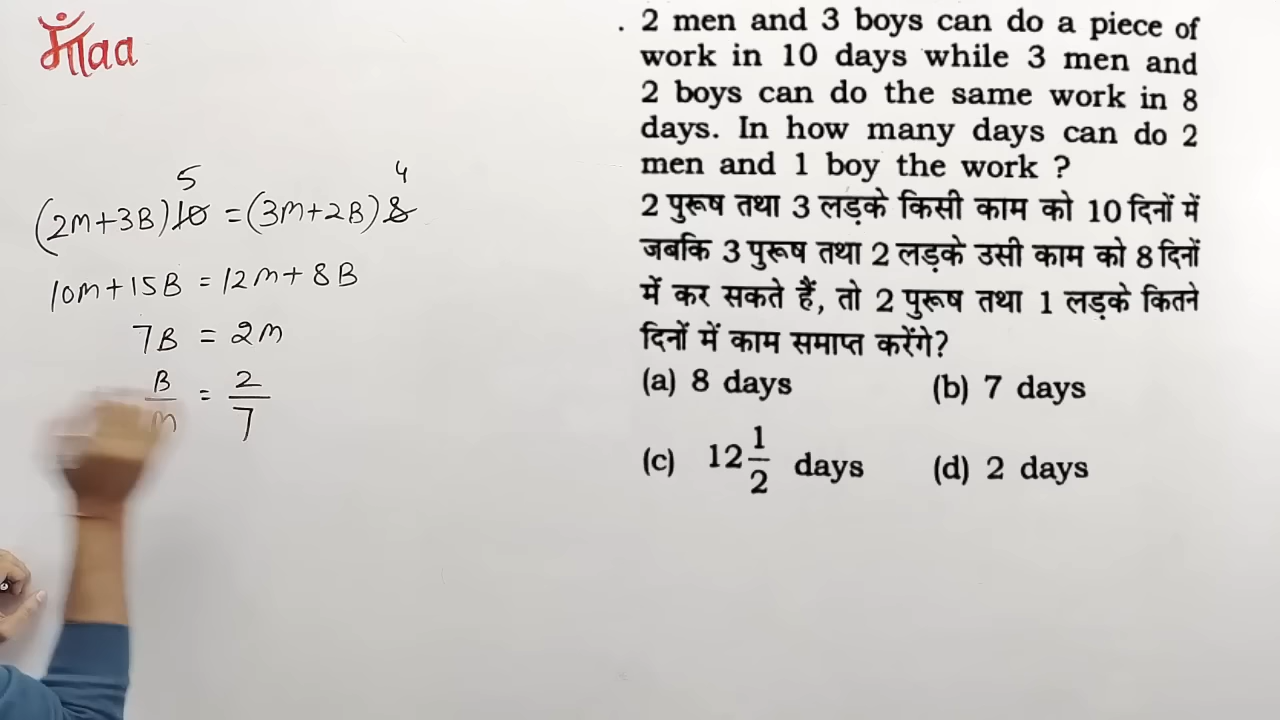 माँaa
(2M+3B)10 5 = (3M+2B)8 4
10M+15B = 12M+8B
7B = 2M
B/M = 2/7
. 2 men and 3 boys can do a piece of
work in 10 days while 3 men and
2 boys can do the same work in 8
days. In how many days can do 2
men and 1 boy the work ?
2 पुरूष तथा 3 लड़के किसी काम को 10 दिनों में
जबकि 3 पुरूष तथा 2 लड़के उसी काम को 8 दिनों
में कर सकते हैं, तो 2 पुरूष तथा 1 लड़के कितने
दिनों में काम समाप्त करेंगे?
(a) 8 days (b) 7 days
(c) 12 1/2 days (d) 2 days